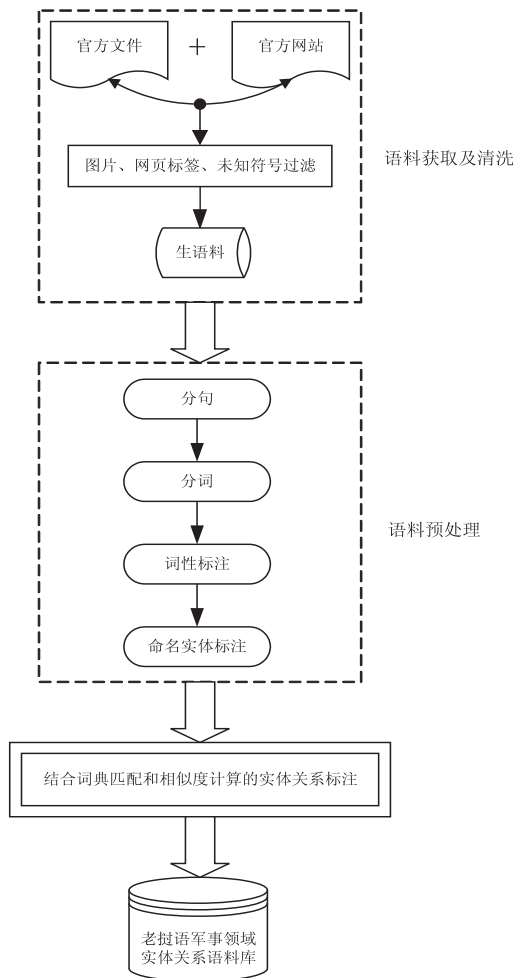 官方文件
+
官方网站
图片、网页标签、未知符号过滤
语料获取及清洗
生语料
分句
分词
语料预处理
词性标注
命名实体标注
结合词典匹配和相似度计算的实体关系标注
老挝语军事领域
实体关系语料库